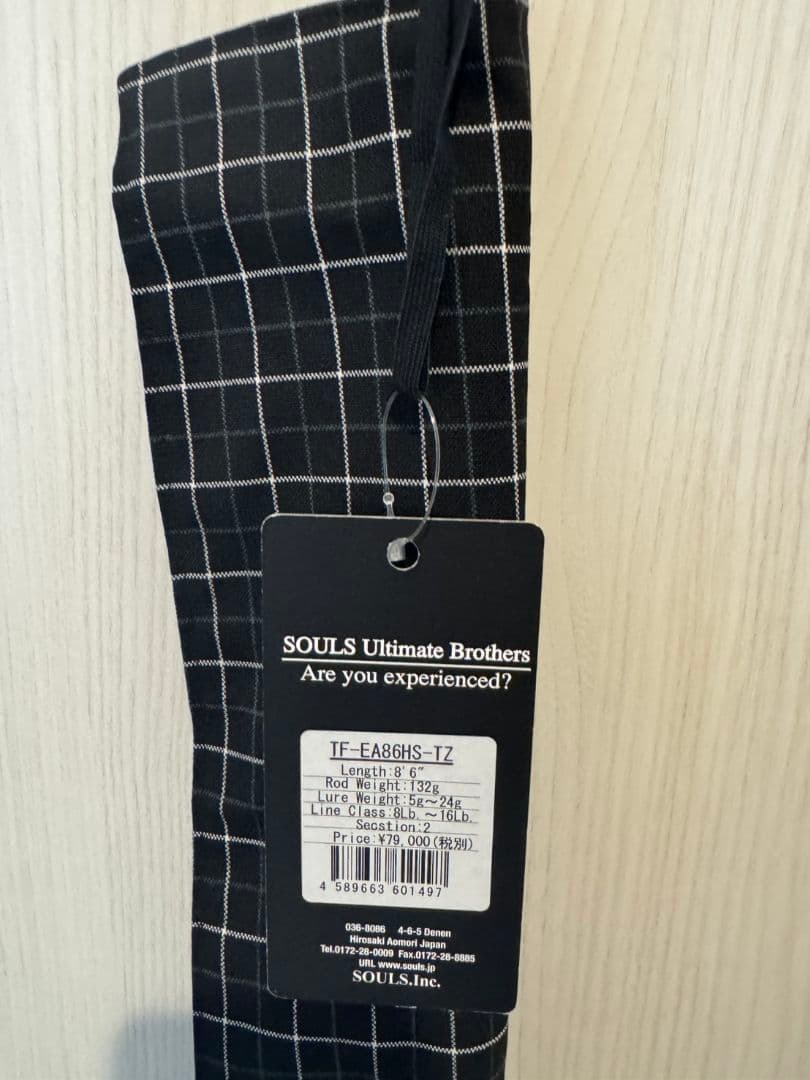 SOULS Ultimate Brothers
Are you experienced?
TF-EA86HS-TZ
Length:8'6"
Rod Weight:132g
Lure Weight:5g～24g
Line Class:8Lb.～16Lb.
Secstion:2
Price:¥79,000(税別)
4 589663 601497
036-8086 4-6-5 Denen
Hirosaki Aomori Japan
Tel.0172-28-0009 Fax.0172-28-8885
URL www.souls.jp
SOULS.Inc.